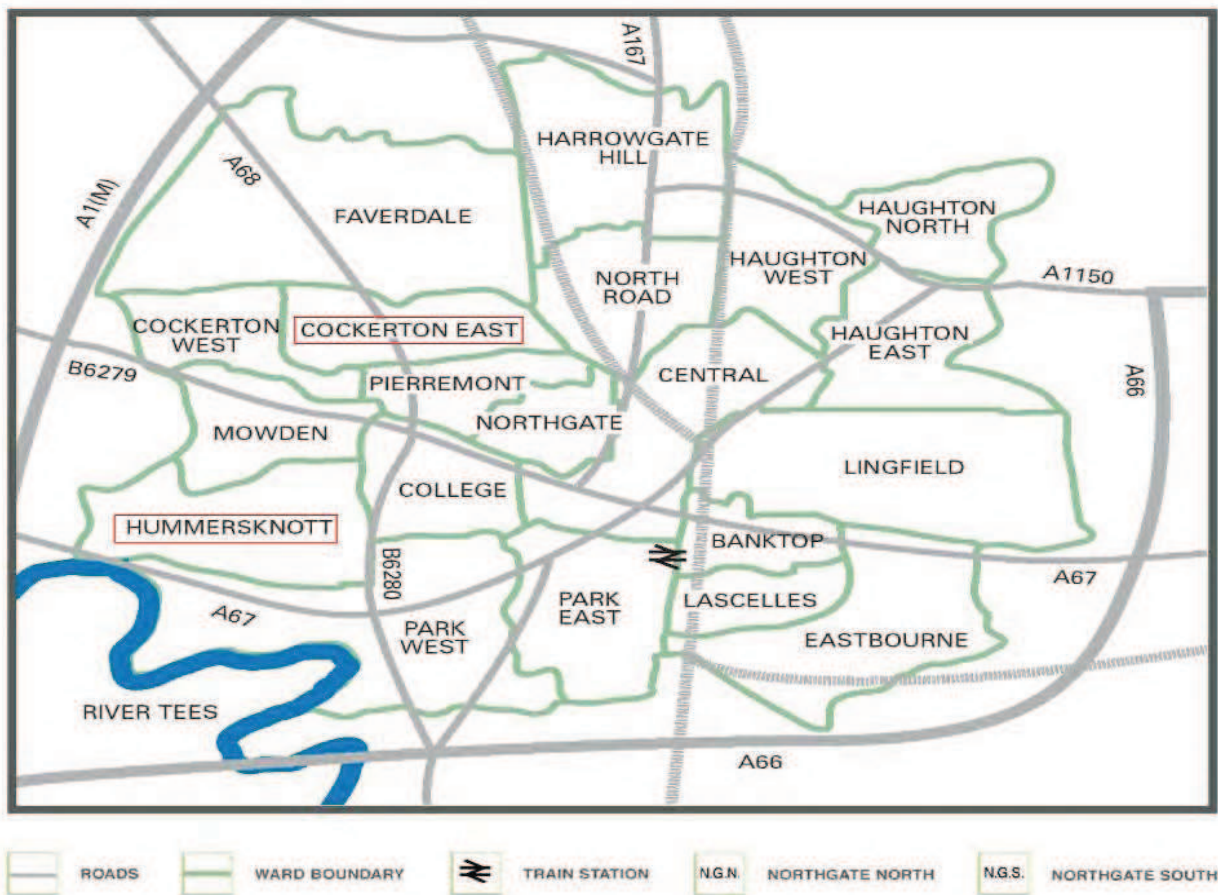 A167
HARROWGATE
HILL
A68
A1(M)
FAVERDALE
HAUGHTON
NORTH
HAUGHTON
WEST
NORTH
ROAD
A1150
COCKERTON
WEST
COCKERTON EAST
HAUGHTON
EAST
B6279
PIERREMONT
CENTRAL
A66
NORTHGATE
MOWDEN
LINGFIELD
COLLEGE
HUMMERSKNOTT
BANKTOP
B6280
A67
A67
PARK
EAST
LASCELLES
PARK
WEST
EASTBOURNE
RIVER TEES
A66
ROADS
WARD BOUNDARY
TRAIN STATION
N.G.N. NORTHGATE NORTH
N.G.S. NORTHGATE SOUTH